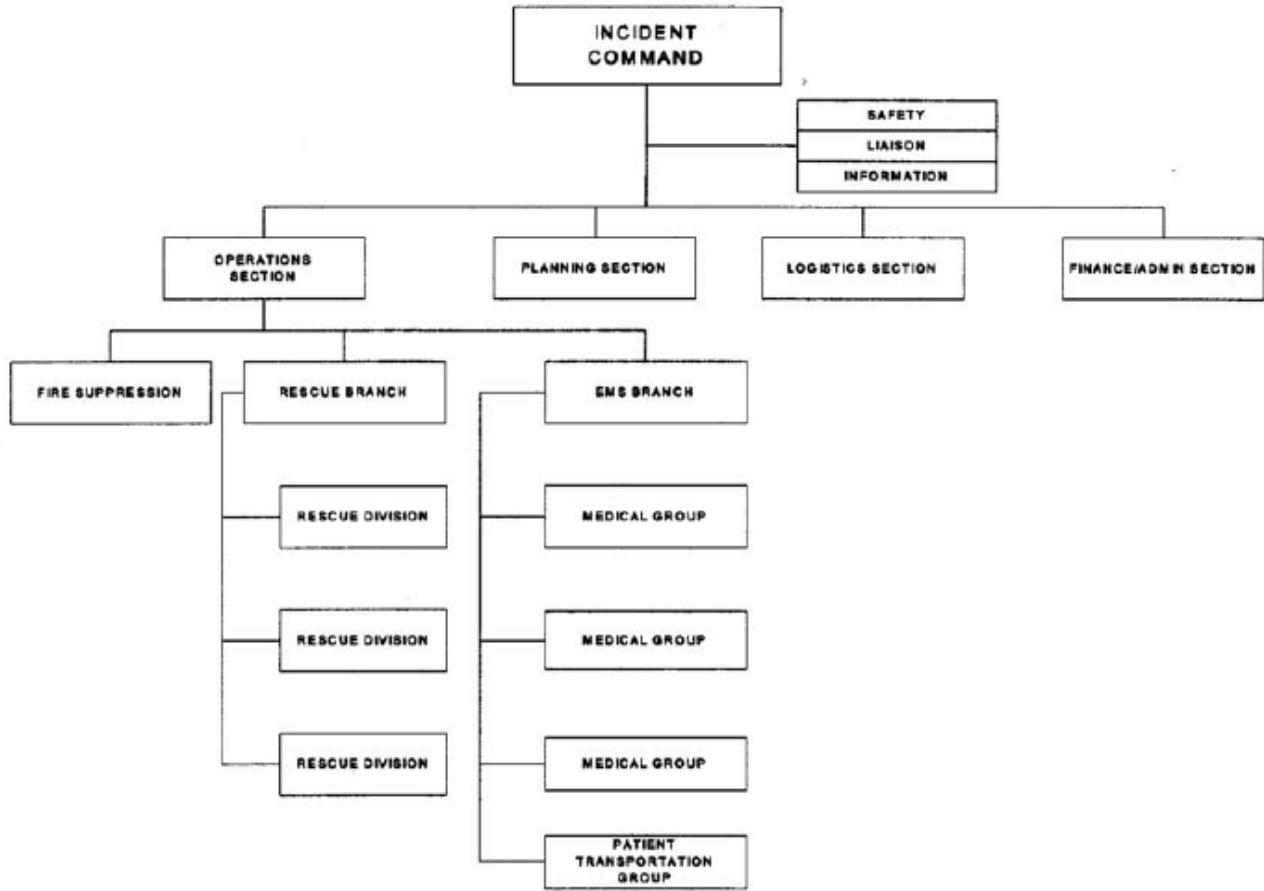 INCIDENT
COMMAND
SAFETY
LIAISON
INFORMATION
OPERATIONS
SECTION
PLANNING SECTION
LOGISTICS SECTION
FINANCE/ADMIN SECTION
FIRE SUPPRESSION
RESCUE BRANCH
EMS BRANCH
RESCUE DIVISION
MEDICAL GROUP
RESCUE DIVISION
MEDICAL GROUP
RESCUE DIVISION
MEDICAL GROUP
PATIENT
TRANSPORTATION
GROUP